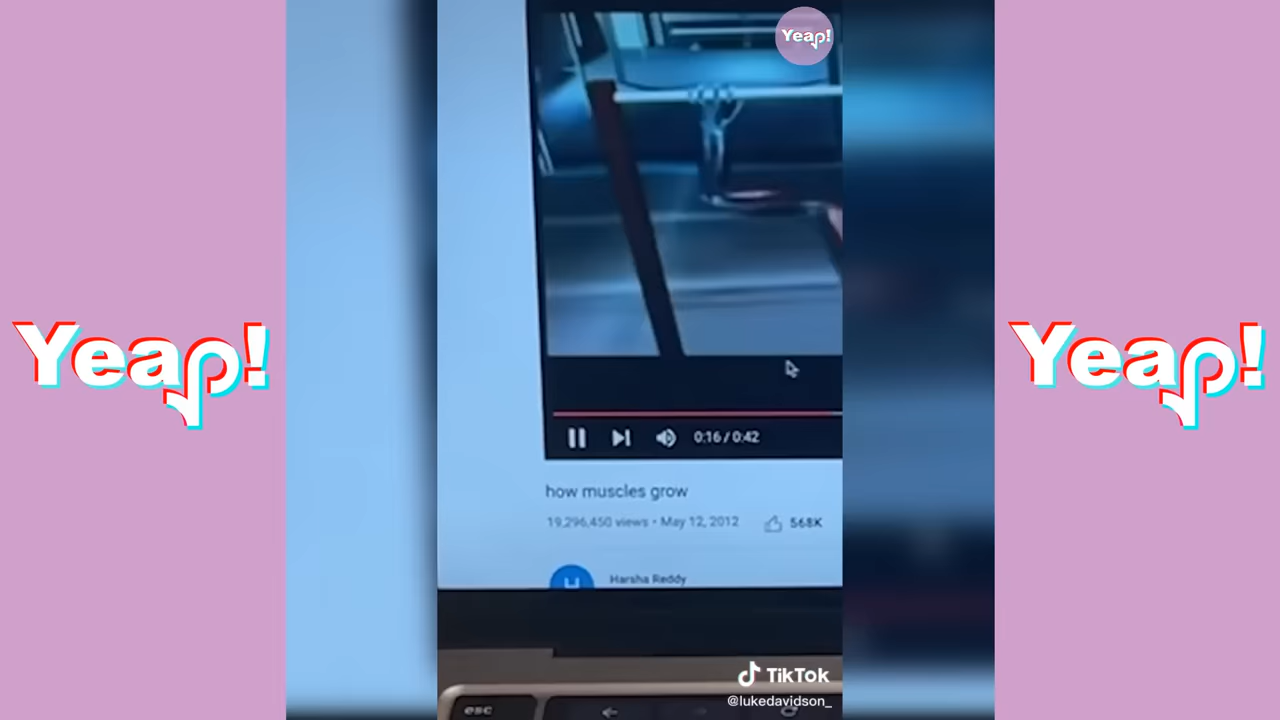 Yeap!
Yeap!
Yeap!
0:16 / 0:42
how muscles grow
19,296,450 views • May 12, 2012
568K
H
Harsha Reddy
TikTok
@lukedavidson_
esc